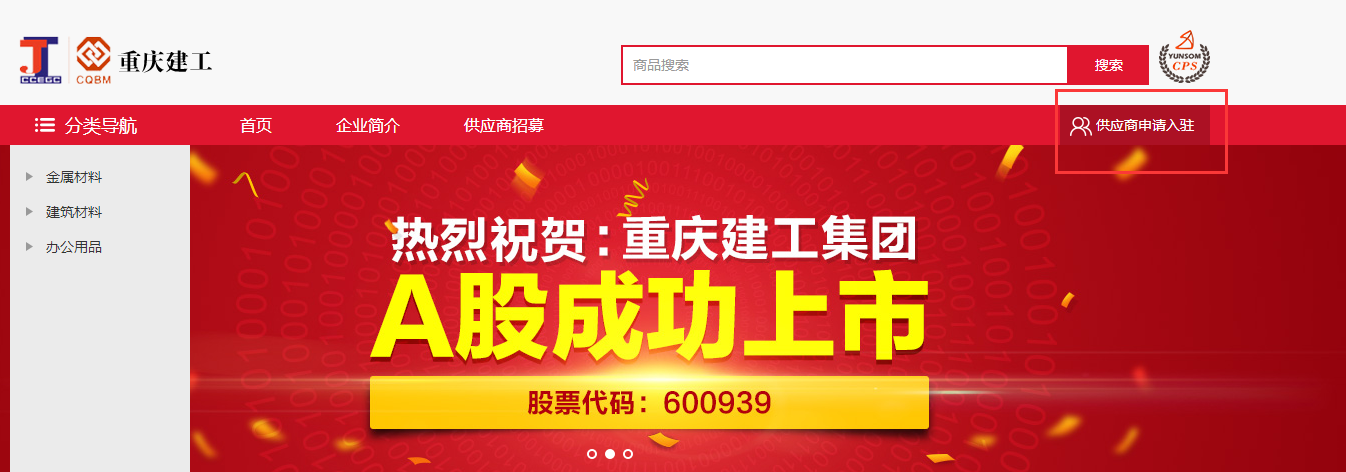 CCEGC
CQBM
重庆建工
商品搜索
搜索
YUNSOM
CPS
分类导航
首页
企业简介
供应商招募
供应商申请入驻
金属材料
建筑材料
办公用品
热烈祝贺:重庆建工集团
A股成功上市
股票代码：600939